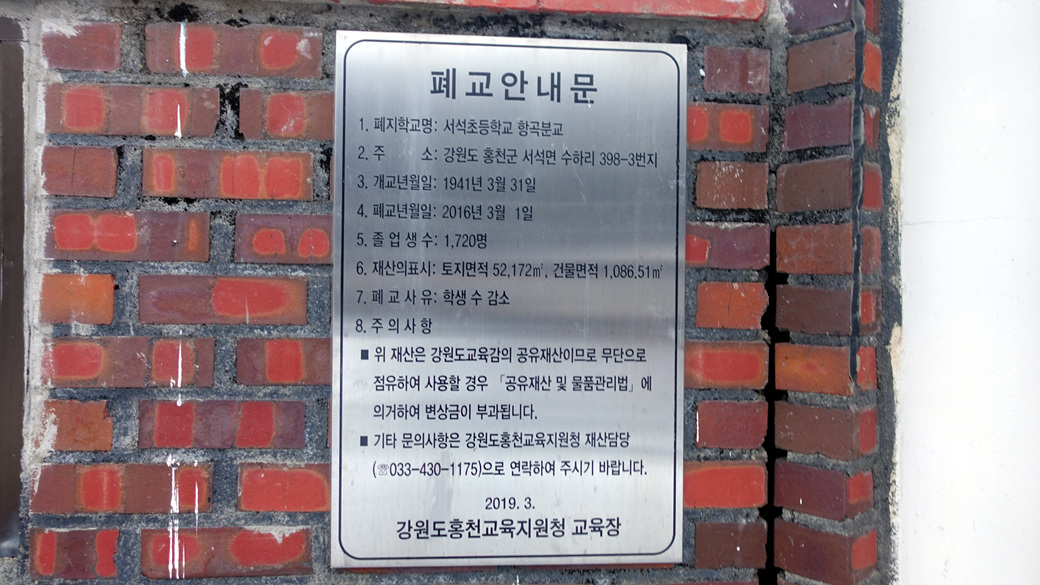 폐교안내문
1. 폐지학교명: 서석초등학교 항곡분교
2. 주 소: 강원도 홍천군 서석면 수하리 398-3번지
3. 개교년월일: 1941년 3월 31일
4. 폐교년월일: 2016년 3월 1일
5. 졸업생수: 1,720명
6. 재산의표시: 토지면적 52,172㎡, 건물면적 1,086.51㎡
7. 폐교사유: 학생 수 감소
8. 주의사항
■ 위 재산은 강원도교육감의 공유재산이므로 무단으로
점유하여 사용할 경우 「공유재산 및 물품관리법」에
의거하여 변상금이 부과됩니다.
■ 기타 문의사항은 강원도홍천교육지원청 재산담당
(☏033-430-1175)으로 연락하여 주시기 바랍니다.
2019. 3.
강원도홍천교육지원청 교육장